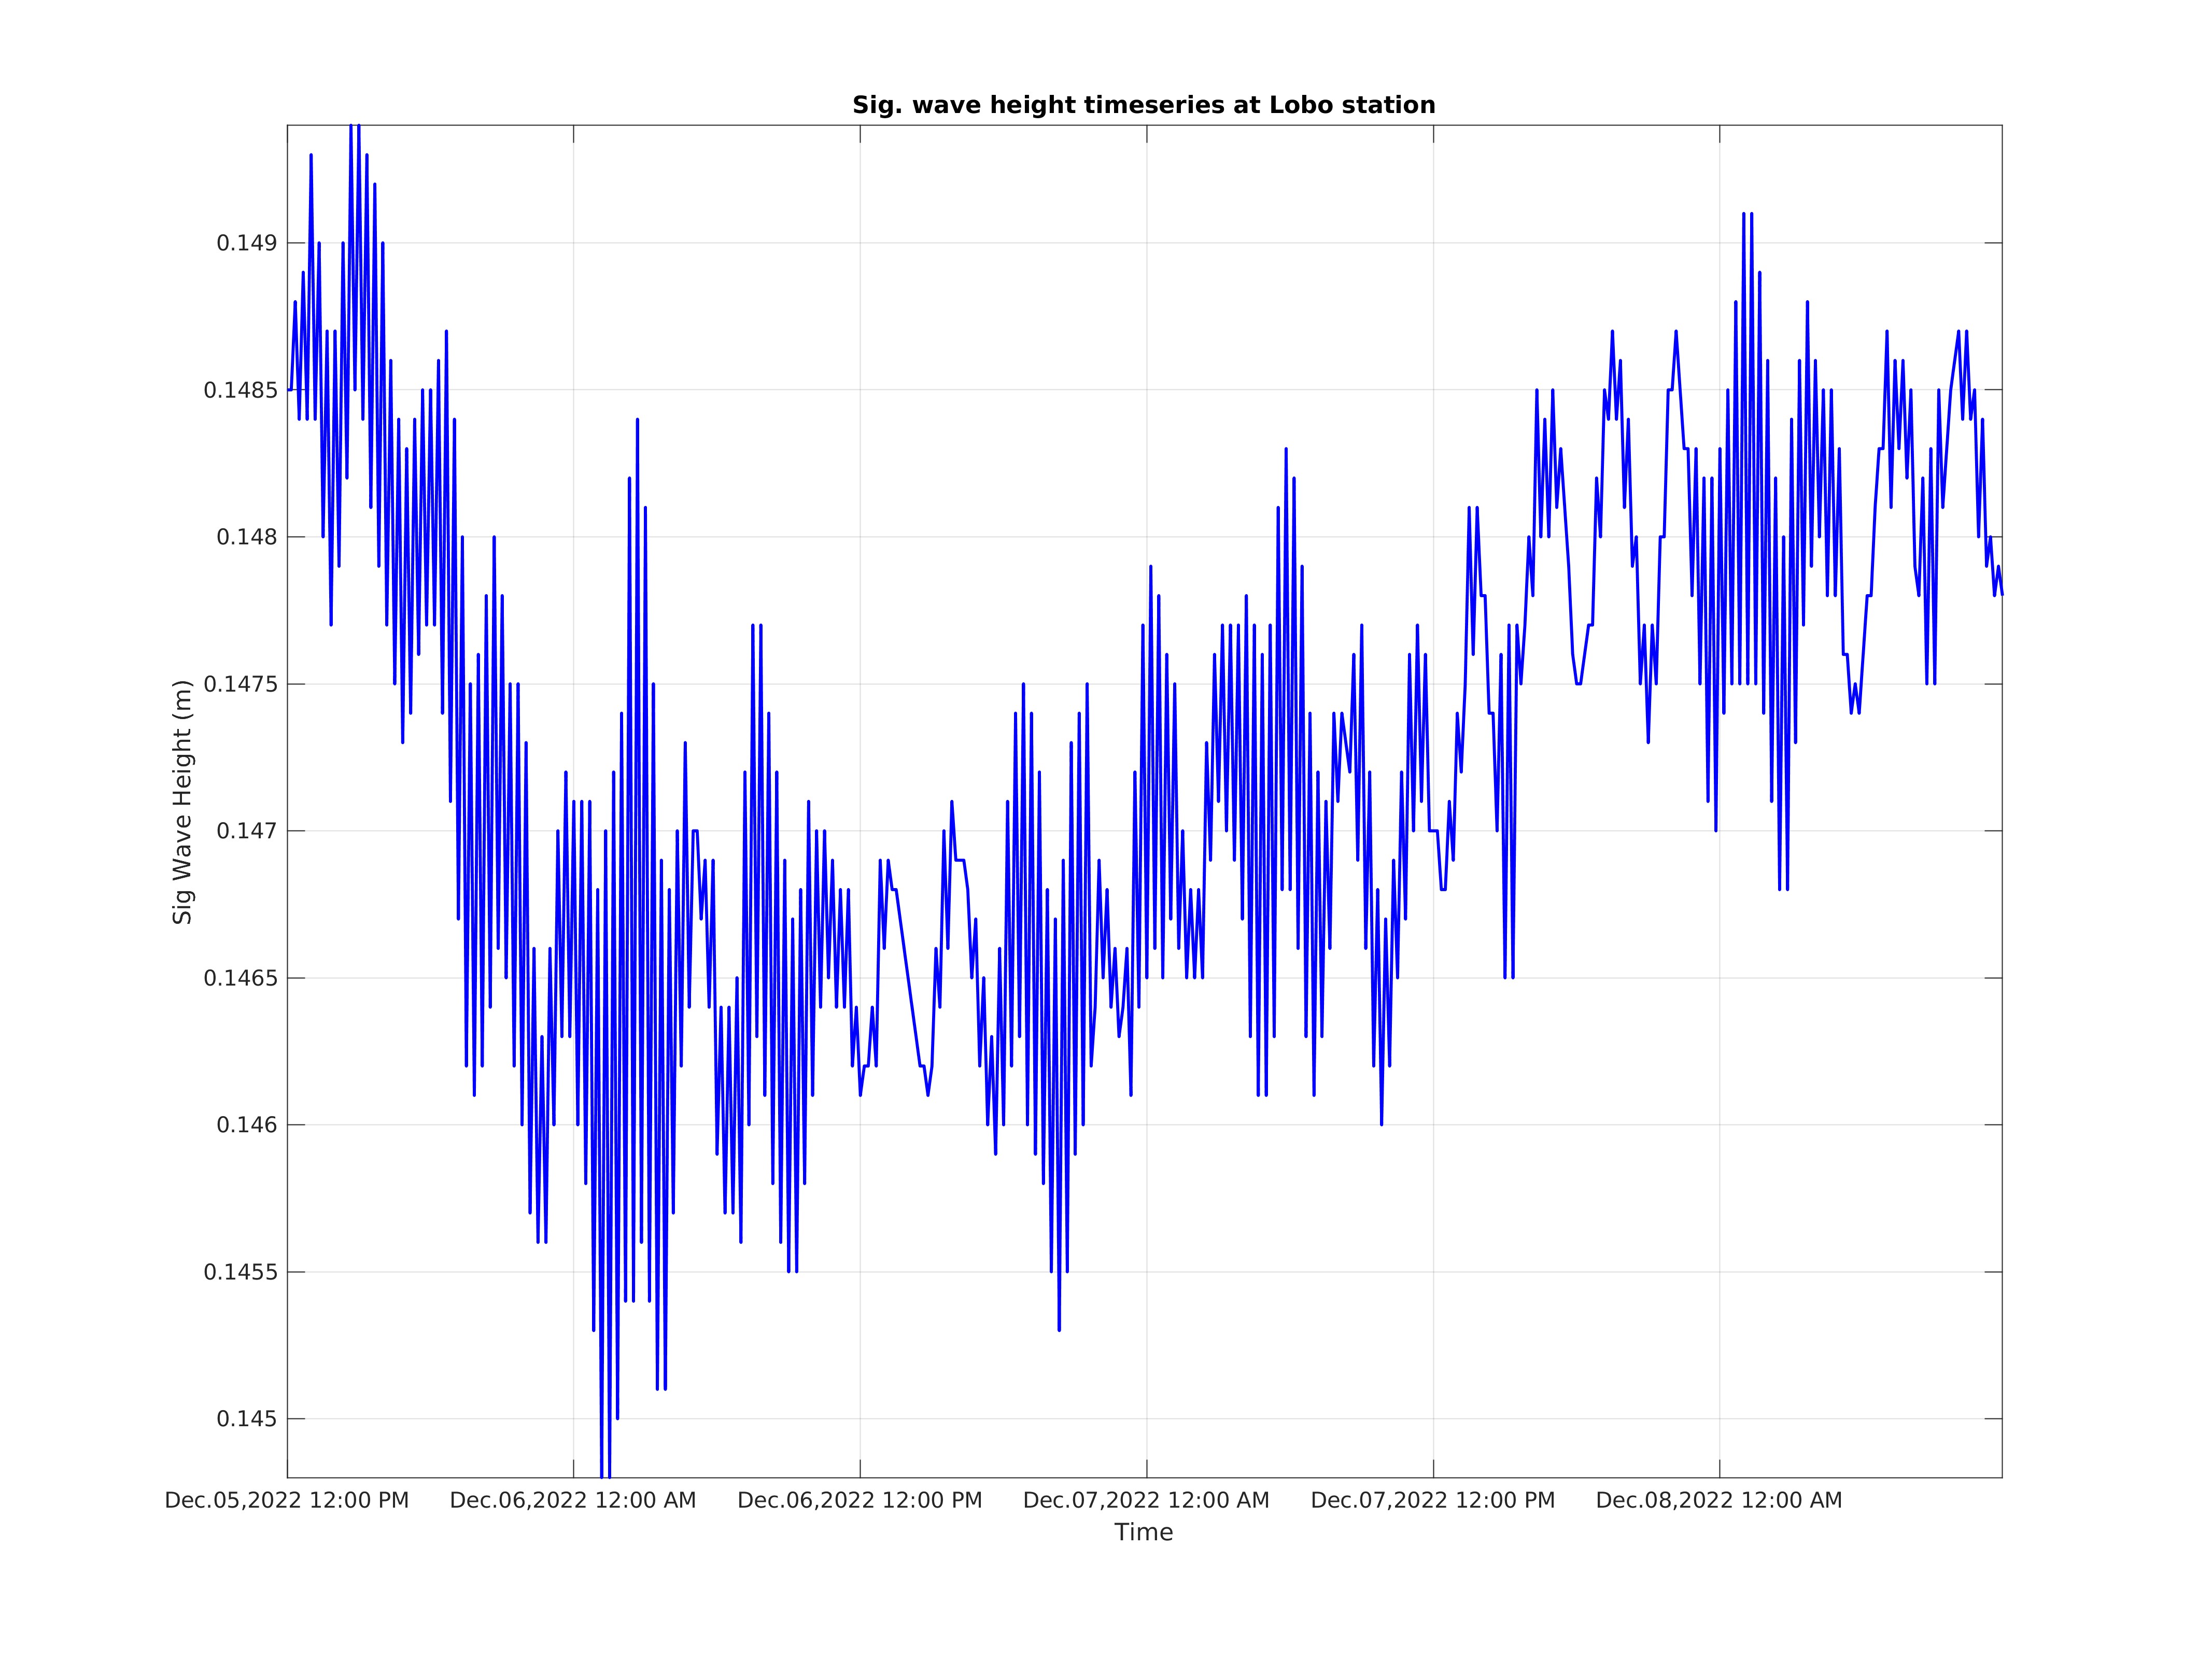 Sig. wave height timeseries at Lobo station
0.149
0.1485
0.148
0.1475
0.147
0.1465
0.146
0.1455
0.145
Sig Wave Height (m)
Dec.05,2022 12:00 PM Dec.06,2022 12:00 AM Dec.06,2022 12:00 PM Dec.07,2022 12:00 AM Dec.07,2022 12:00 PM Dec.08,2022 12:00 AM
Time